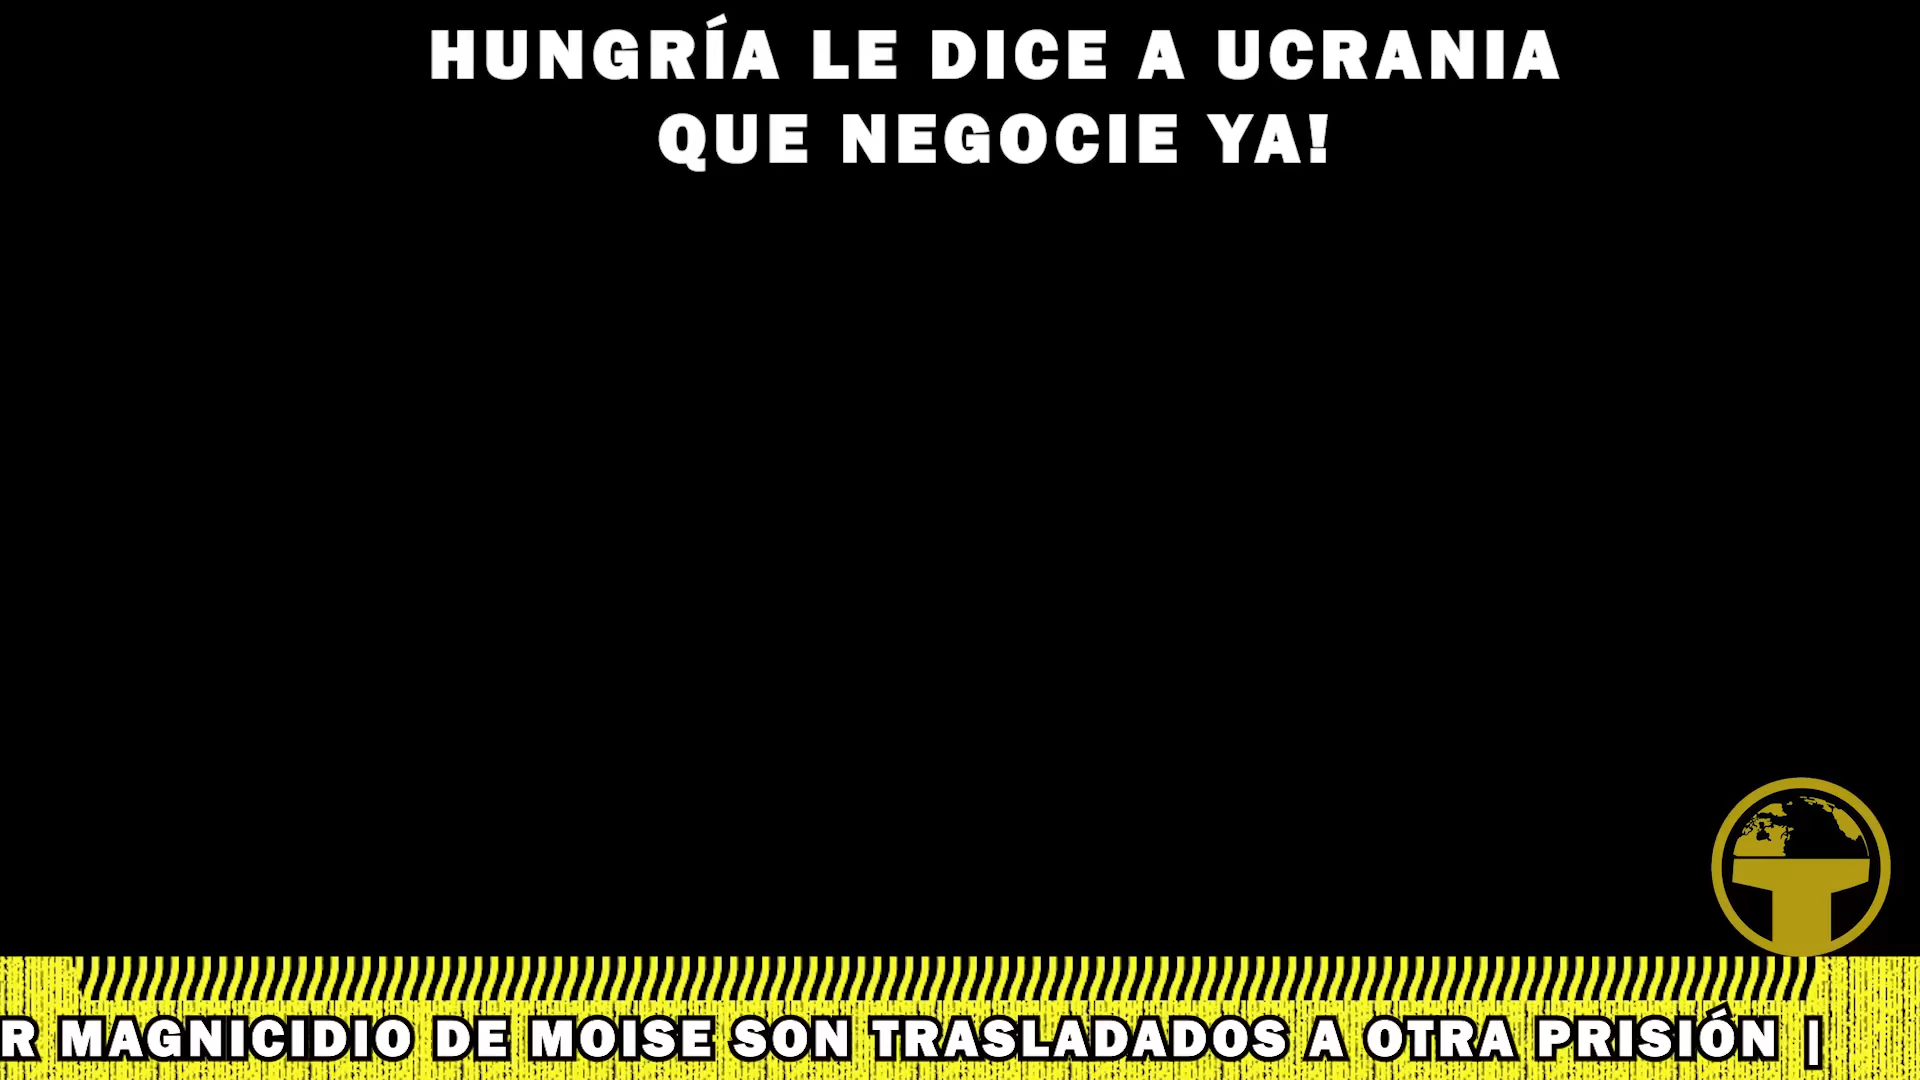 HUNGRÍA LE DICE A UCRANIA
QUE NEGOCIE YA!
R MAGNICIDIO DE MOISE SON TRASLADADOS A OTRA PRISIÓN |